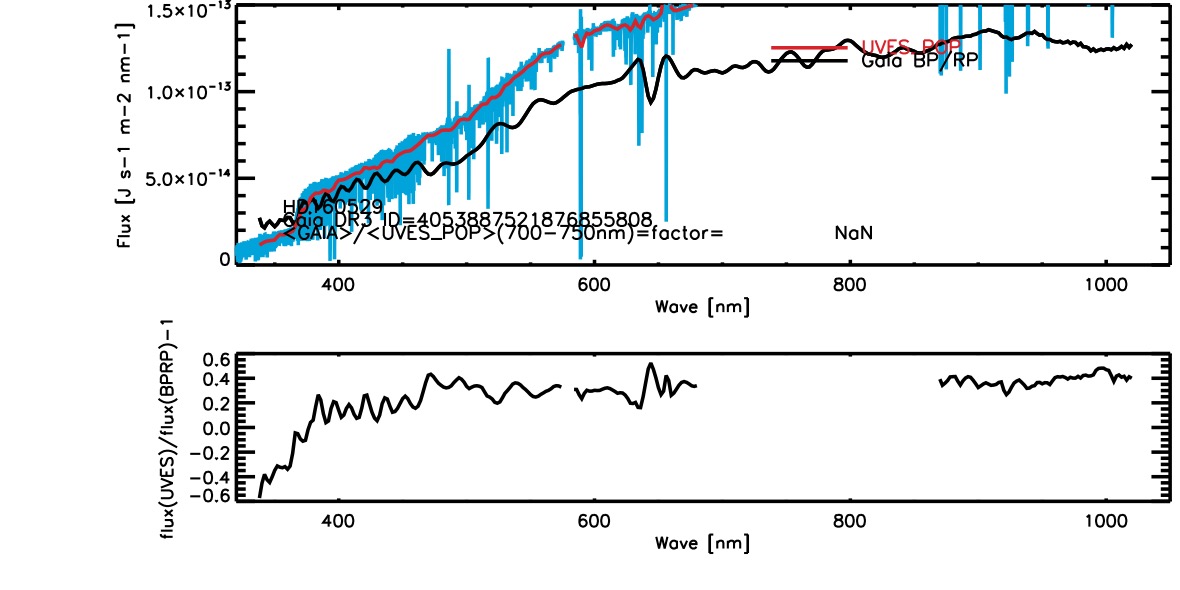 1.5×10⁻¹³
1.0×10⁻¹³
5.0×10⁻¹⁴
0
Flux [J s−1 m−2 nm−1]
UVES_POP
Gaia BP/RP
HD160529
Gaia DR3 ID=4053887521876855808
<GAIA>/<UVES_POP>(700−750nm)=factor= NaN
400 600 800 1000
Wave [nm]
0.6
0.4
0.2
0.0
−0.2
−0.4
−0.6
flux(UVES)/flux(BPRP)−1
400 600 800 1000
Wave [nm]